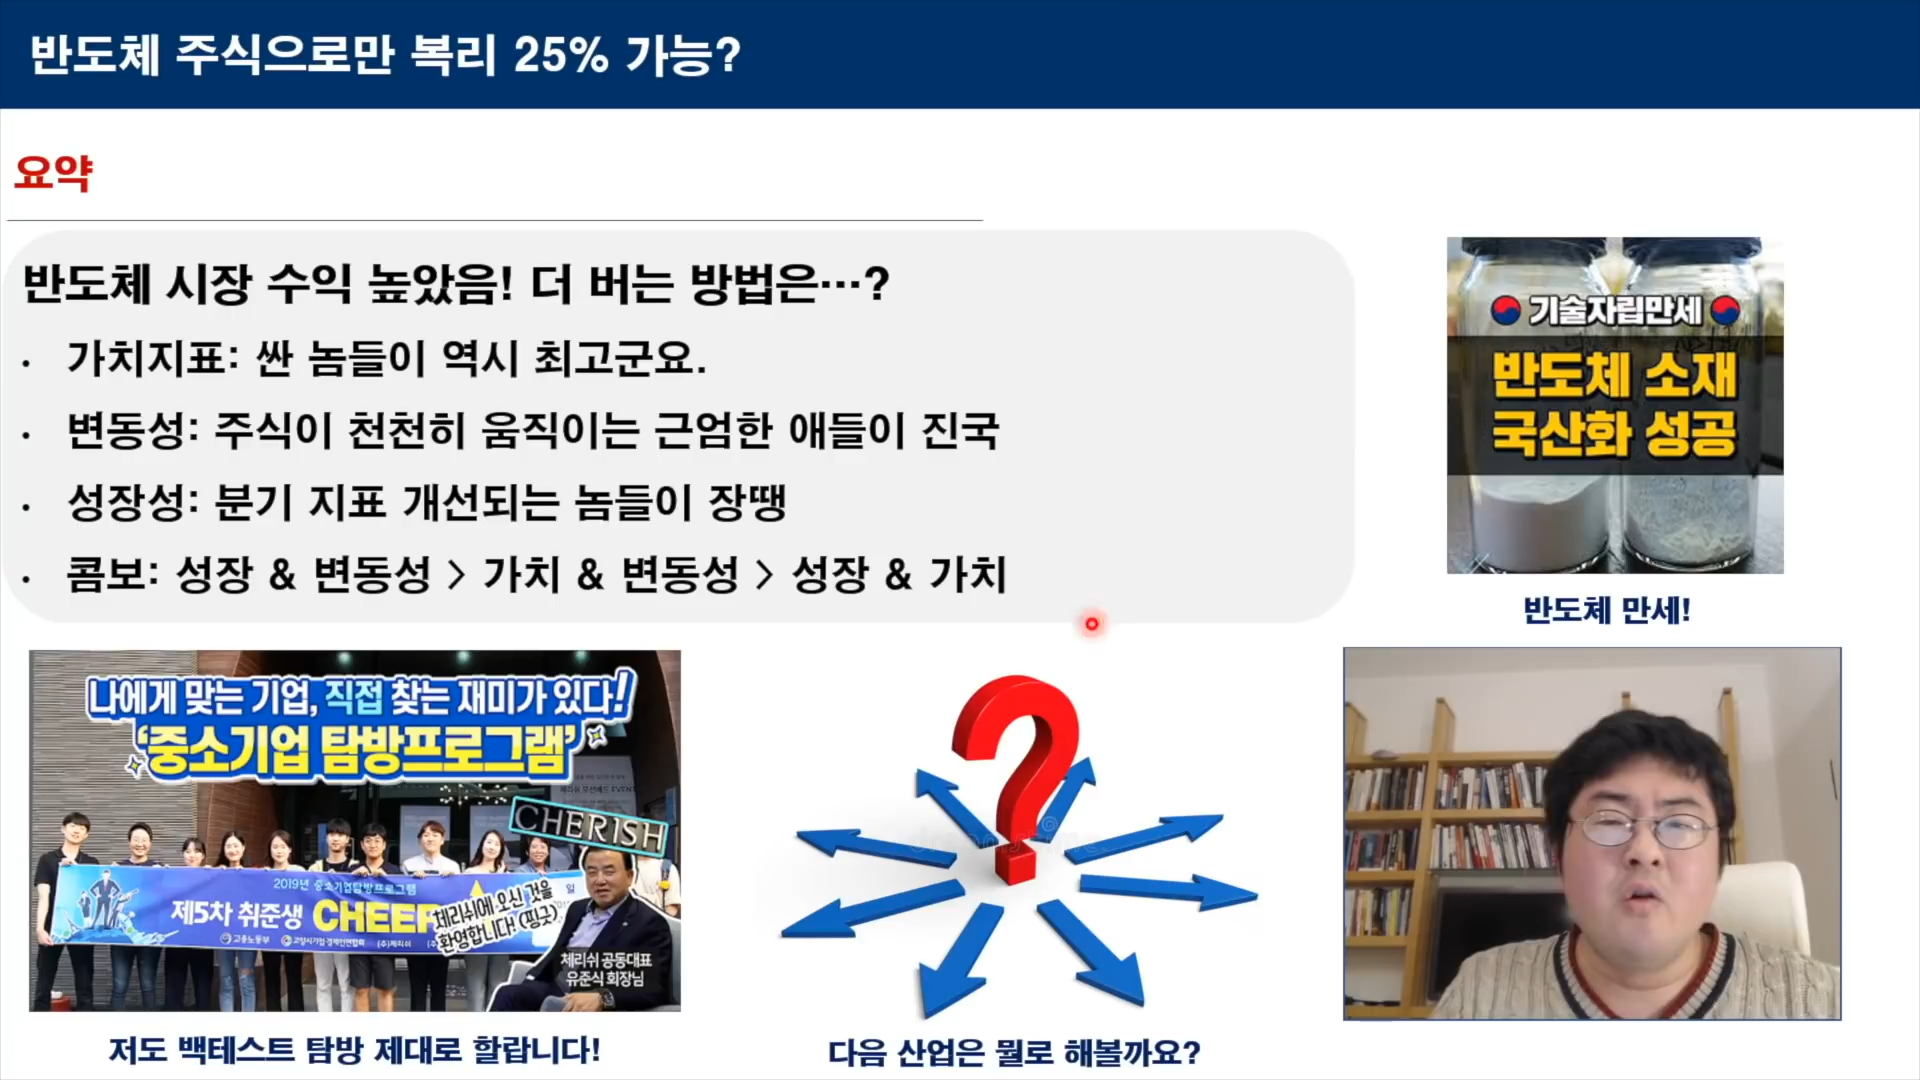 반도체 주식으로만 복리 25% 가능?
요약
반도체 시장 수익 높았음! 더 버는 방법은…?
• 가치지표: 싼 놈들이 역시 최고군요.
• 변동성: 주식이 천천히 움직이는 근엄한 애들이 진국
• 성장성: 분기 지표 개선되는 놈들이 장땡
• 콤보: 성장 & 변동성 > 가치 & 변동성 > 성장 & 가치
기술자립만세
반도체 소재
국산화 성공
반도체 만세!
나에게 맞는 기업, 직접 찾는 재미가 있다!
'중소기업 탐방프로그램'
CHERISH
2019년 중소기업탐방프로그램
제5차 취준생 CHEER
체리쉬에 오신 것을
환영합니다! (찡긋)
고용노동부
(주)체리쉬
체리쉬 공동대표
유준식 회장님
저도 백테스트 탐방 제대로 할랍니다!
다음 산업은 뭘로 해볼까요?